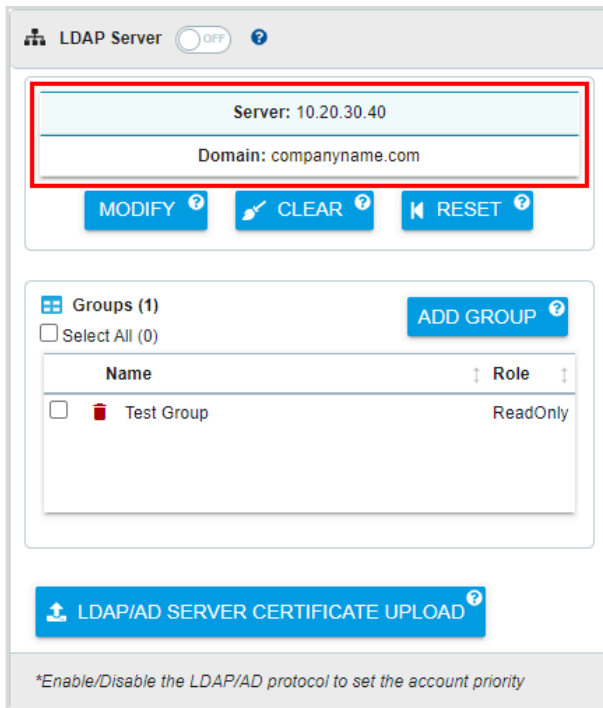 LDAP Server OFF ?
Server: 10.20.30.40
Domain: companyname.com
MODIFY ? CLEAR ? RESET ?
Groups (1)
ADD GROUP ?
Select All (0)
Name Role
Test Group ReadOnly
LDAP/AD SERVER CERTIFICATE UPLOAD ?
*Enable/Disable the LDAP/AD protocol to set the account priority